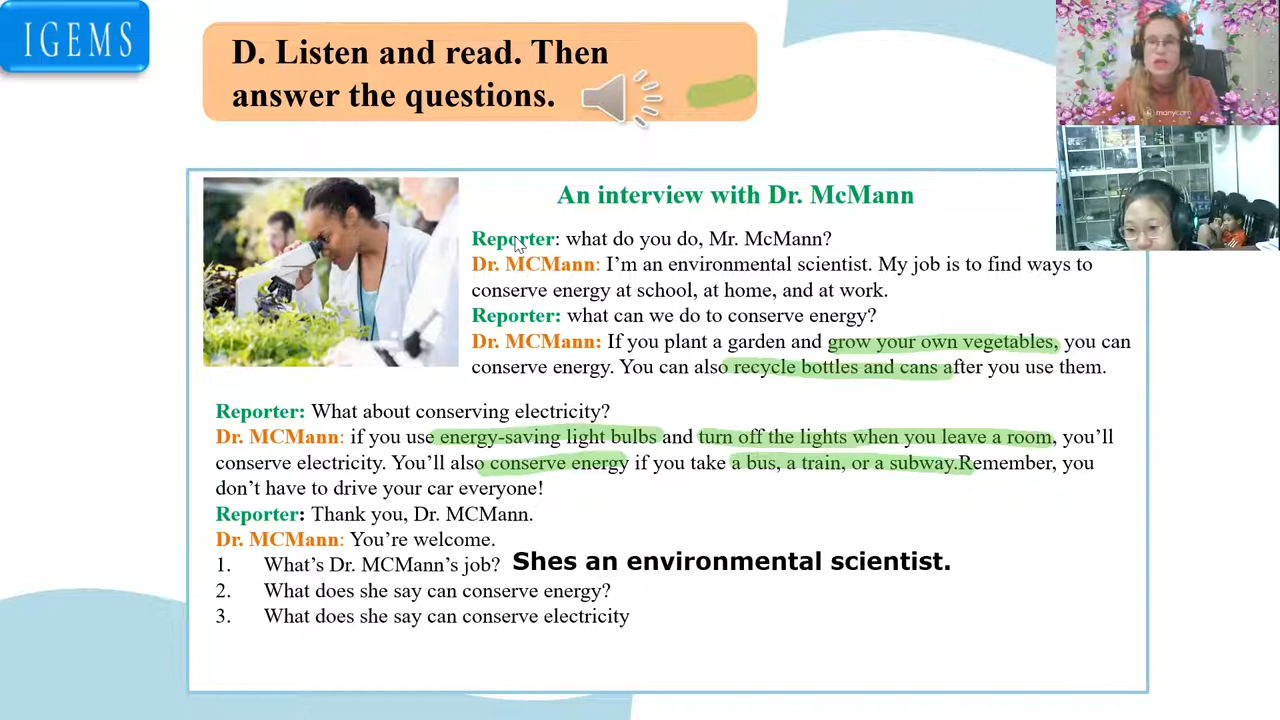 IGEMS
D. Listen and read. Then
answer the questions.
manycam
An interview with Dr. McMann
Reporter: what do you do, Mr. McMann?
Dr. MCMann: I'm an environmental scientist. My job is to find ways to
conserve energy at school, at home, and at work.
Reporter: what can we do to conserve energy?
Dr. MCMann: If you plant a garden and grow your own vegetables, you can
conserve energy. You can also recycle bottles and cans after you use them.
Reporter: What about conserving electricity?
Dr. MCMann: if you use energy-saving light bulbs and turn off the lights when you leave a room, you'll
conserve electricity. You'll also conserve energy if you take a bus, a train, or a subway.Remember, you
don't have to drive your car everyone!
Reporter: Thank you, Dr. MCMann.
Dr. MCMann: You're welcome.
1. What's Dr. MCMann's job? Shes an environmental scientist.
2. What does she say can conserve energy?
3. What does she say can conserve electricity